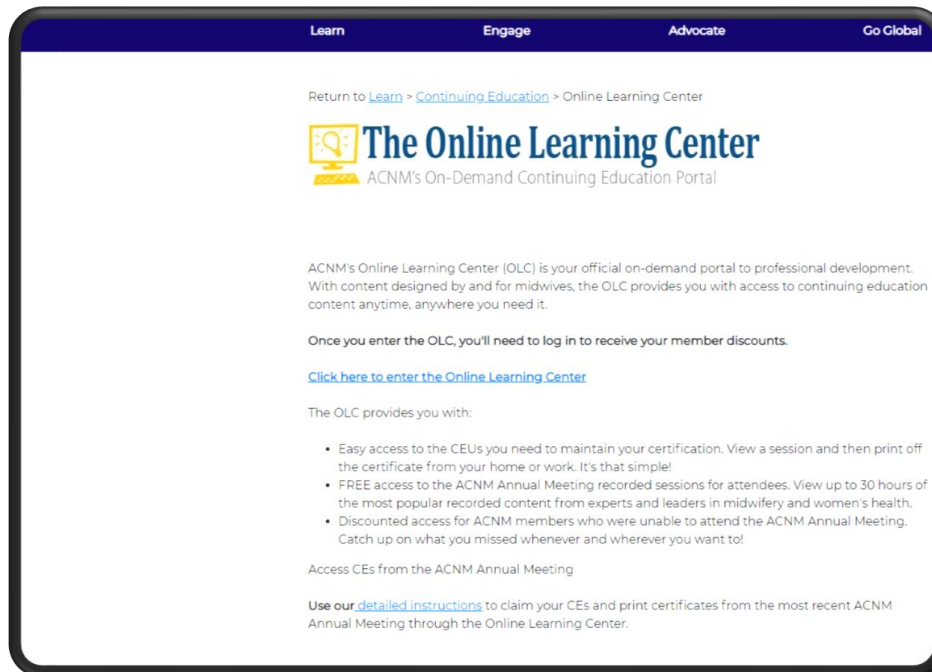 Learn Engage Advocate Go Global
Return to Learn > Continuing Education > Online Learning Center
The Online Learning Center
ACNM's On-Demand Continuing Education Portal
ACNM's Online Learning Center (OLC) is your official on-demand portal to professional development.
With content designed by and for midwives, the OLC provides you with access to continuing education
content anytime, anywhere you need it.
Once you enter the OLC, you'll need to log in to receive your member discounts.
Click here to enter the Online Learning Center
The OLC provides you with:
• Easy access to the CEUs you need to maintain your certification. View a session and then print off
the certificate from your home or work. It's that simple!
• FREE access to the ACNM Annual Meeting recorded sessions for attendees. View up to 30 hours of
the most popular recorded content from experts and leaders in midwifery and women's health.
• Discounted access for ACNM members who were unable to attend the ACNM Annual Meeting.
Catch up on what you missed whenever and wherever you want to!
Access CEs from the ACNM Annual Meeting
Use our detailed instructions to claim your CEs and print certificates from the most recent ACNM
Annual Meeting through the Online Learning Center.